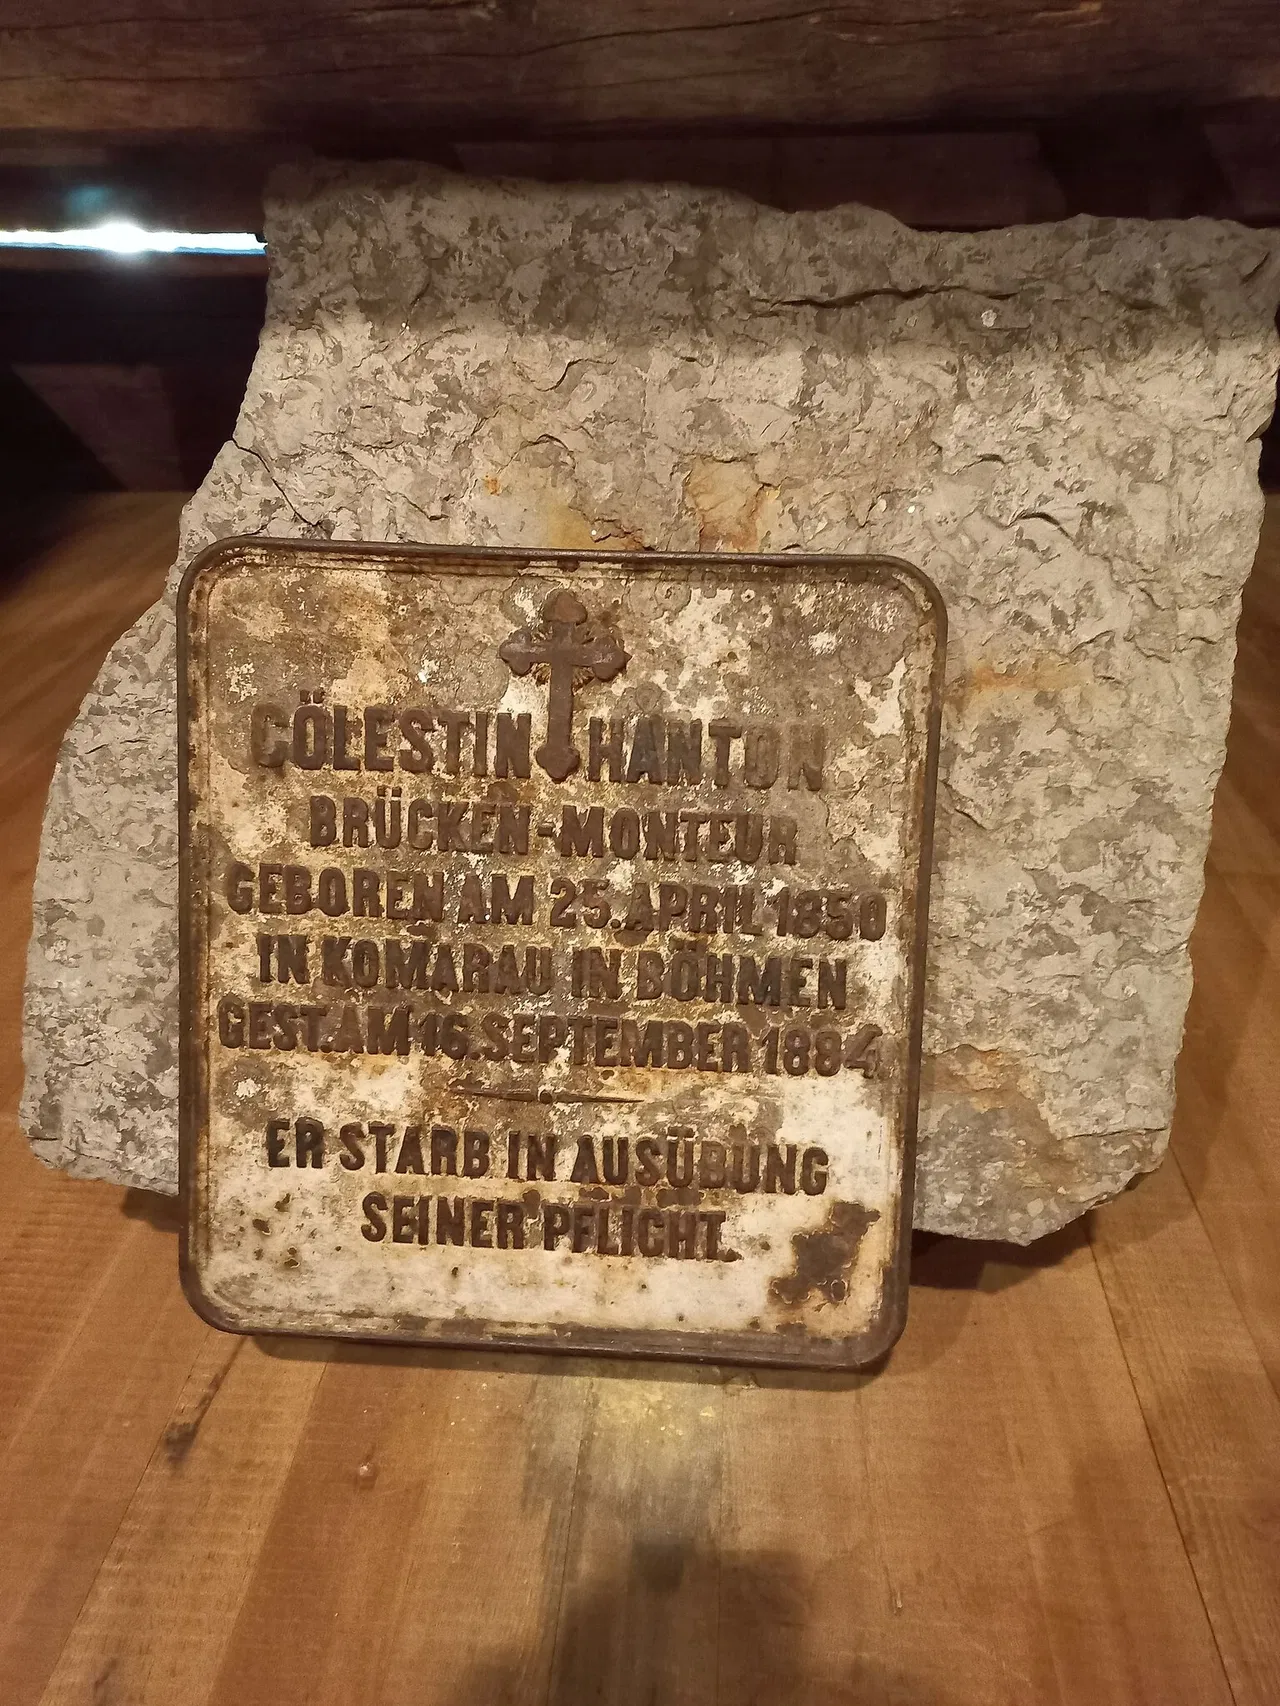 CÖLESTIN HANTON
BRÜCKEN-MONTEUR
GEBOREN AM 25. APRIL 1850
IN KOMARAU IN BÖHMEN
GEST. AM 16. SEPTEMBER 1884
ER STARB IN AUSÜBUNG
SEINER PFLICHT.